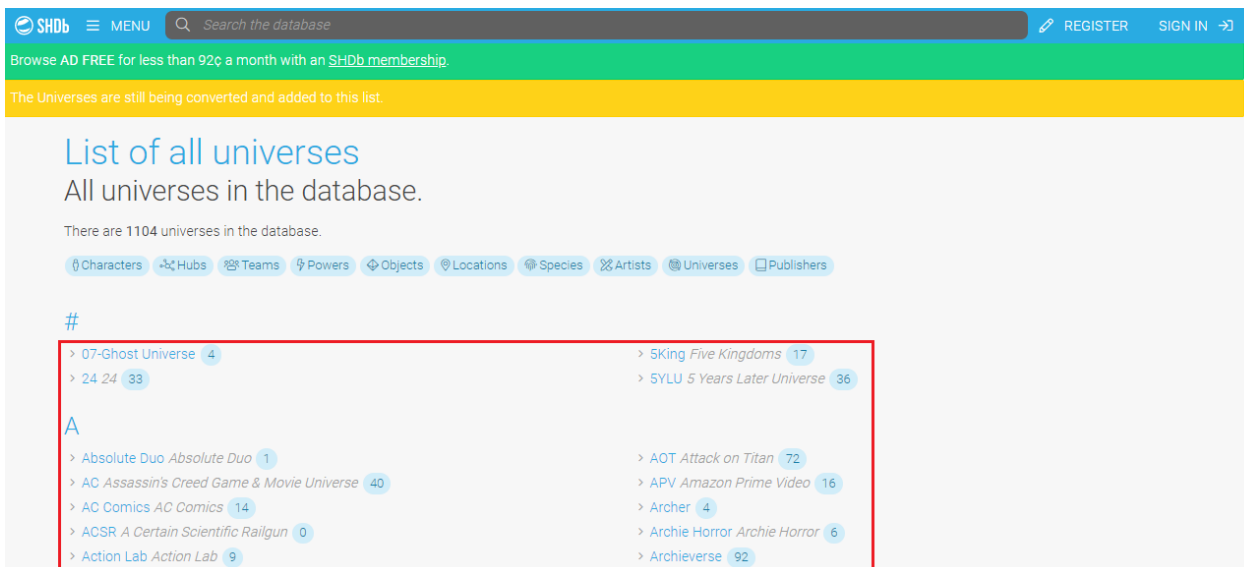 SHDb MENU Search the database REGISTER SIGN IN
Browse AD FREE for less than 92¢ a month with an SHDb membership.
The Universes are still being converted and added to this list.
List of all universes
All universes in the database.
There are 1104 universes in the database.
Characters Hubs Teams Powers Objects Locations Species Artists Universes Publishers
#
> 07-Ghost Universe 4
> 24 24 33
> 5King Five Kingdoms 17
> 5YLU 5 Years Later Universe 36
A
> Absolute Duo Absolute Duo 1
> AC Assassin's Creed Game & Movie Universe 40
> AC Comics AC Comics 14
> ACSR A Certain Scientific Railgun 0
> Action Lab Action Lab 9
> AOT Attack on Titan 72
> APV Amazon Prime Video 16
> Archer 4
> Archie Horror Archie Horror 6
> Archieverse 92